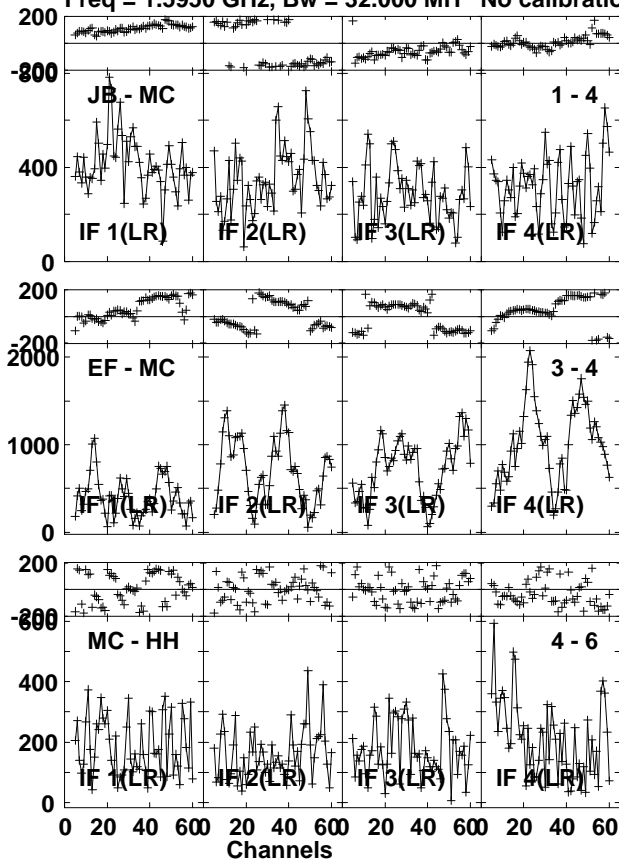 Freq = 1.5950 GHz, Bw = 32.000 MH No calibratio
200
-200
800
JB - MC
1 - 4
400
IF 1(LR) IF 2(LR) IF 3(LR) IF 4(LR)
0
200
-200
2000
EF - MC
3 - 4
1000
IF 1(LR) IF 2(LR) IF 3(LR) IF 4(LR)
0
200
-200
600
MC - HH
4 - 6
400
200
IF 1(LR) IF 2(LR) IF 3(LR) IF 4(LR)
0
0 20 40 60 0 20 40 60 0 20 40 60 0 20 40 60
Channels